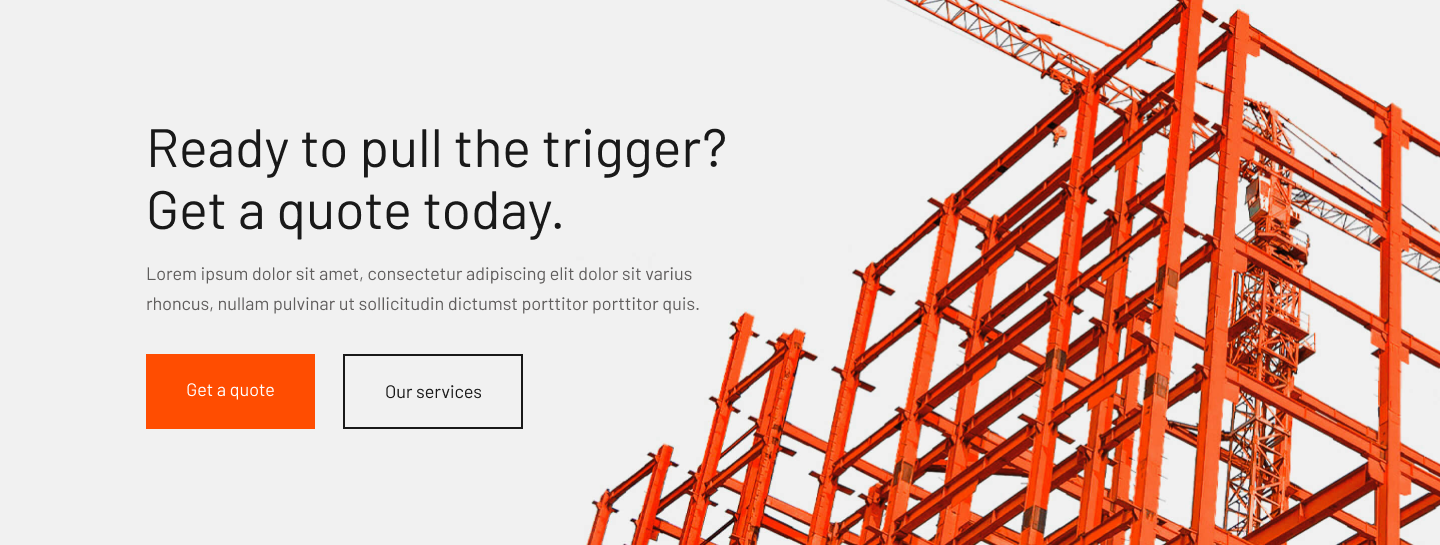 Ready to pull the trigger?
Get a quote today.
Lorem ipsum dolor sit amet, consectetur adipiscing elit dolor sit varius
rhoncus, nullam pulvinar ut sollicitudin dictumst porttitor porttitor quis.
Get a quote
Our services